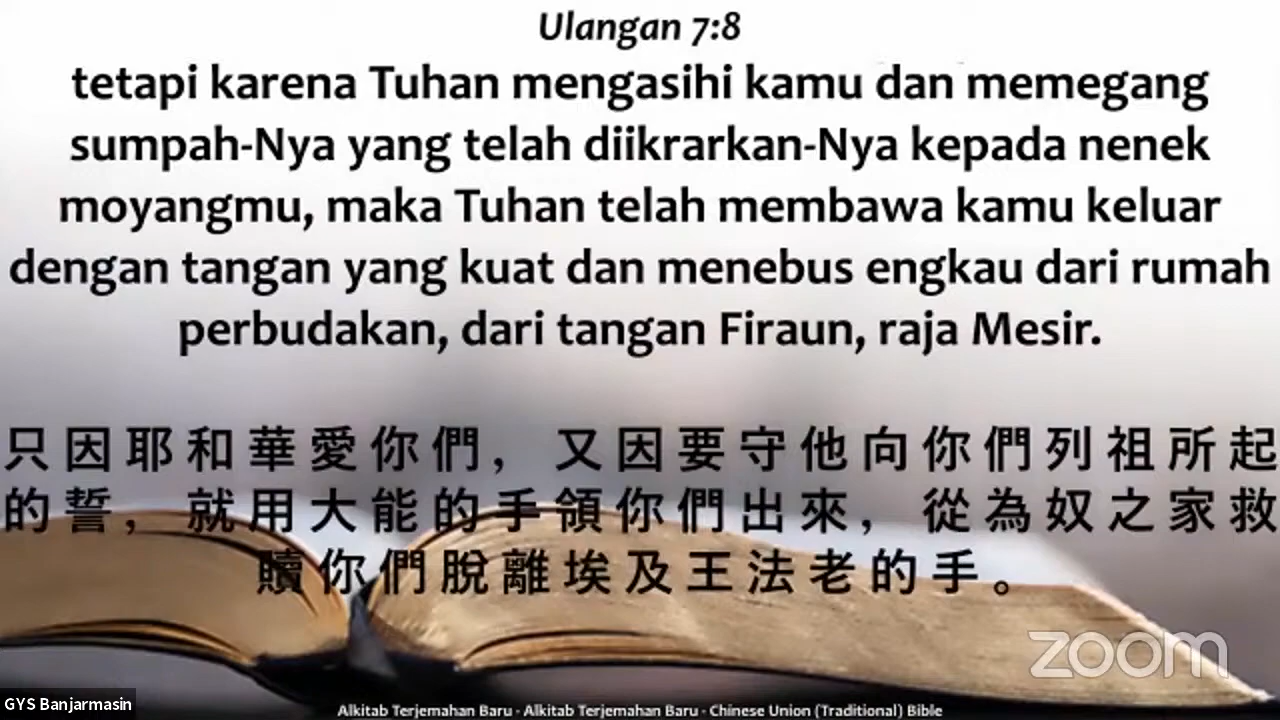 Ulangan 7:8
tetapi karena Tuhan mengasihi kamu dan memegang
sumpah-Nya yang telah diikrarkan-Nya kepada nenek
moyangmu, maka Tuhan telah membawa kamu keluar
dengan tangan yang kuat dan menebus engkau dari rumah
perbudakan, dari tangan Firaun, raja Mesir.
只因耶和華愛你們，又因要守他向你們列祖所起
的誓，就用大能的手領你們出來，從為奴之家救
贖你們脫離埃及王法老的手。
zoom
GYS Banjarmasin
Alkitab Terjemahan Baru - Alkitab Terjemahan Baru - Chinese Union (Traditional) Bible